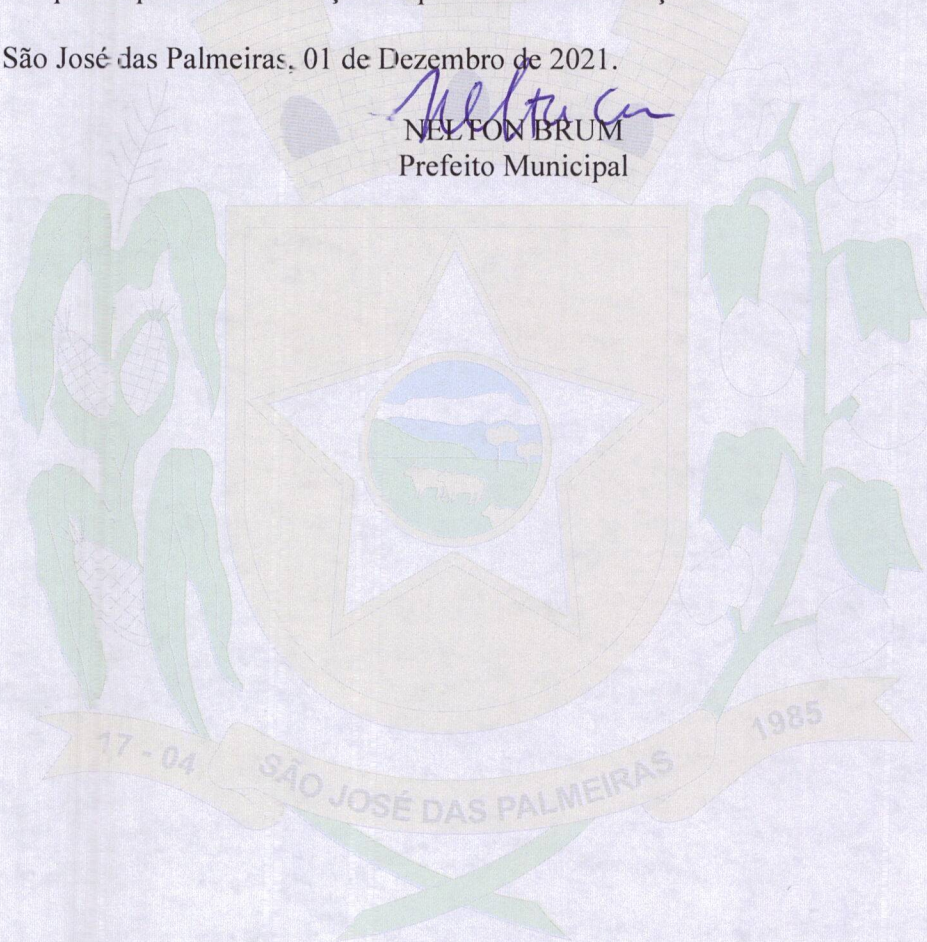 São José das Palmeiras, 01 de Dezembro de 2021.
NELTON BRUM
Prefeito Municipal
17 - 04
SÃO JOSÉ DAS PALMEIRAS
1985